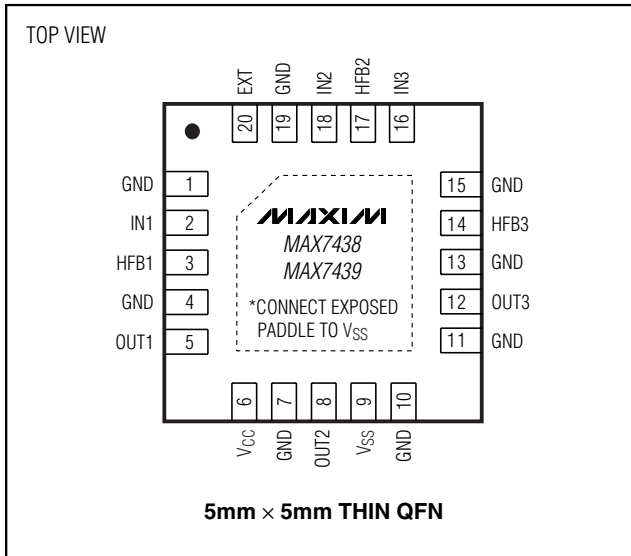 TOP VIEW
EXT
GND
IN2
HFB2
IN3
20
19
18
17
16
GND 1
IN1 2
HFB1 3
GND 4
OUT1 5
MAXIM
MAX7438
MAX7439
*CONNECT EXPOSED
PADDLE TO VSS
15 GND
14 HFB3
13 GND
12 OUT3
11 GND
6
7
8
9
10
VCC
GND
OUT2
VSS
GND
5mm × 5mm THIN QFN